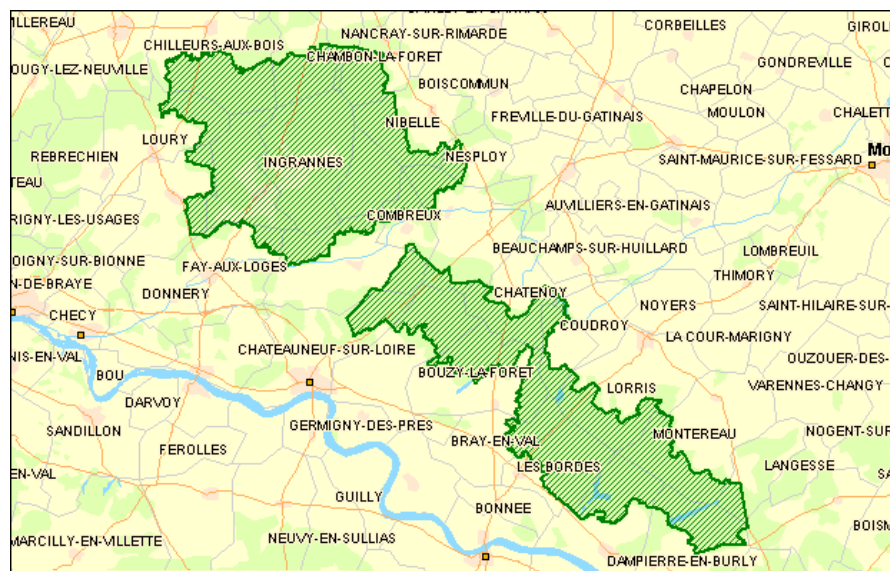 VILLEREAU
CHILLEURS-AUX-BOIS
NANCRAY-SUR-RIMARDE
CORBEILLES
GIROL
OUGY-LEZ-NEUVILLE
CHAMBON-LA-FORET
GONDREVILLE
BOISCOMMUN
CHAPELON
MOULON
CHALETT
LOURY
NIBELLE
FREVILLE-DU-GATINAIS
REBRECHIEN
INGRANNES
NESPLOY
SAINT-MAURICE-SUR-FESSARD
Mo
TEAU
RIGNY-LES-USAGES
COMBREUX
AUVILLIERS-EN-GATINAIS
BEAUCHAMPS-SUR-HUILLARD
LOMBREUIL
OIGNY-SUR-BIONNE
FAY-AUX-LOGES
THIMORY
N-DE-BRAYE
DONNERY
CHATENOY
NOYERS
SAINT-HILAIRE-SUR-
CHECY
COUDROY
LA COUR-MARIGNY
NIS-EN-VAL
CHATEAUNEUF-SUR-LOIRE
OUZOUER-DES-
BOU
BOUZY-LA-FORET
LORRIS
VARENNES-CHANGY
DARVOY
SANDILLON
GERMIGNY-DES-PRES
MONTEREAU
NOGENT-SUR
FEROLLES
BRAY-EN-VAL
-EN-VAL
LES BORDES
LANGESSE
SA
GUILLY
BONNEE
BOISM
MARCILLY-EN-VILLETTE
NEUVY-EN-SULLIAS
DAMPIERRE-EN-BURLY